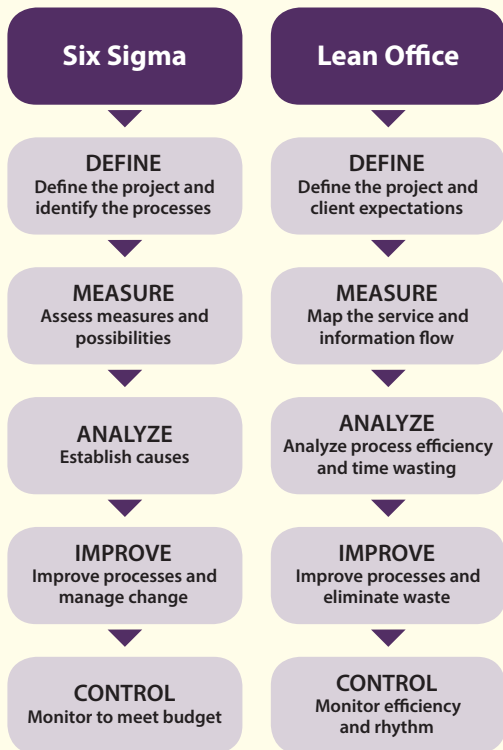 Six Sigma
DEFINE
Define the project and
identify the processes
MEASURE
Assess measures and
possibilities
ANALYZE
Establish causes
IMPROVE
Improve processes and
manage change
CONTROL
Monitor to meet budget
Lean Office
DEFINE
Define the project and
client expectations
MEASURE
Map the service and
information flow
ANALYZE
Analyze process efficiency
and time wasting
IMPROVE
Improve processes and
eliminate waste
CONTROL
Monitor efficiency
and rhythm